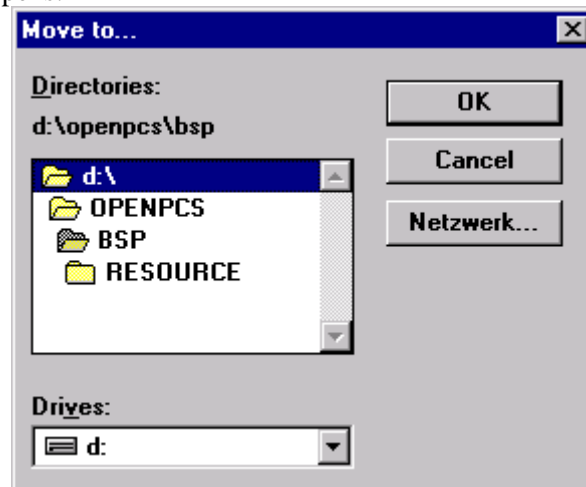 Move to...
Directories:
d:\openpcs\bsp
d:\
OPENPCS
BSP
RESOURCE
OK
Cancel
Netzwerk...
Drives:
d: